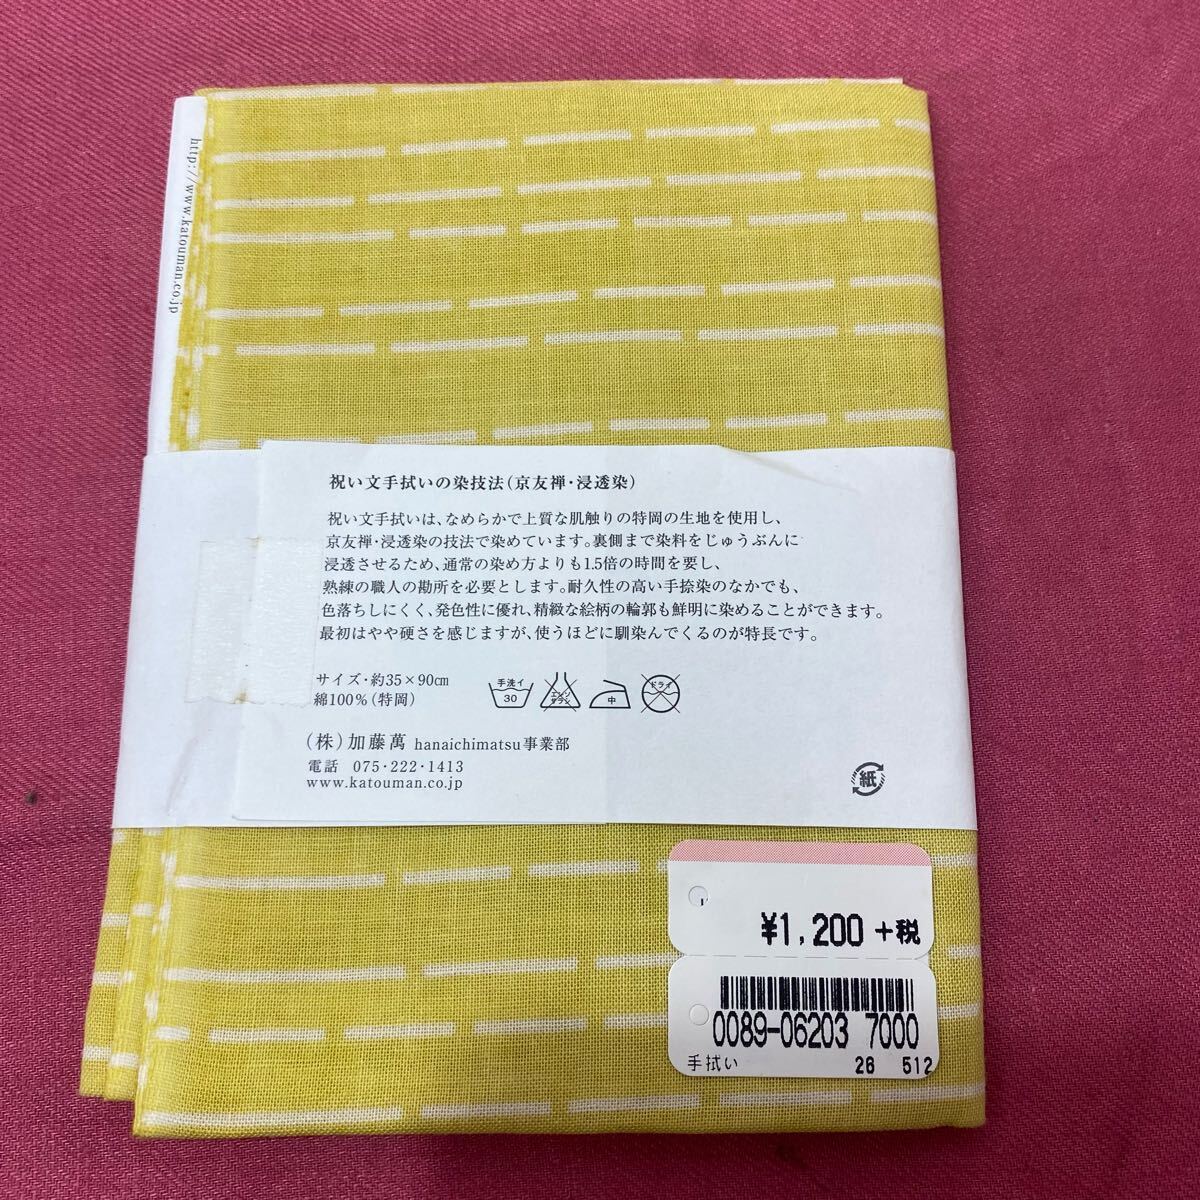 http://www.katouman.co.jp
祝い文手拭いの染技法(京友禅・浸透染)
祝い文手拭いは、なめらかで上質な肌触りの特岡の生地を使用し、
京友禅・浸透染の技法で染めています。裏側まで染料をじゅうぶんに
浸透させるため、通常の染め方よりも1.5倍の時間を要し、
熟練の職人の勘所を必要とします。耐久性の高い手捺染のなかでも、
色落ちしにくく、発色性に優れ、精緻な絵柄の輪郭も鮮明に染めることができます。
最初はやや硬さを感じますが、使うほどに馴染んでくるのが特長です。
サイズ・約35×90㎝
綿100%(特岡)
手洗イ
30
エンソ
サラシ
中
ドライ
(株)加藤萬 hanaichimatsu事業部
電話 075・222・1413
www.katouman.co.jp
紙
¥1,200+税
0089-06203 7000
手拭い 26 512